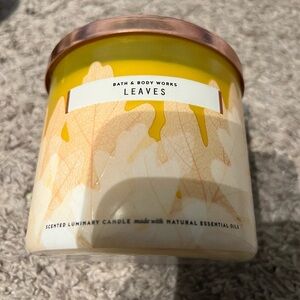 BATH & BODY WORKS
LEAVES
SCENTED LUMINARY CANDLE made with NATURAL ESSENTIAL OILS